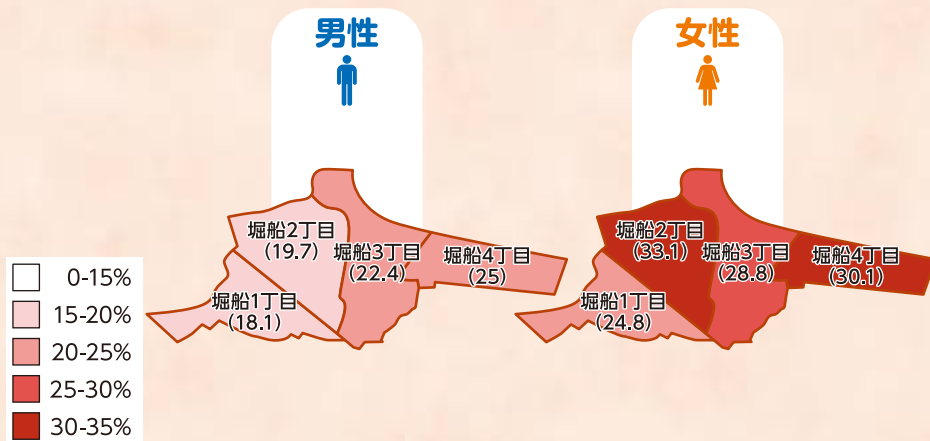 男性
女性
堀船2丁目
(19.7)
堀船3丁目
(22.4)
堀船4丁目
(25)
堀船1丁目
(18.1)
堀船2丁目
(33.1)
堀船3丁目
(28.8)
堀船4丁目
(30.1)
堀船1丁目
(24.8)
0-15%
15-20%
20-25%
25-30%
30-35%